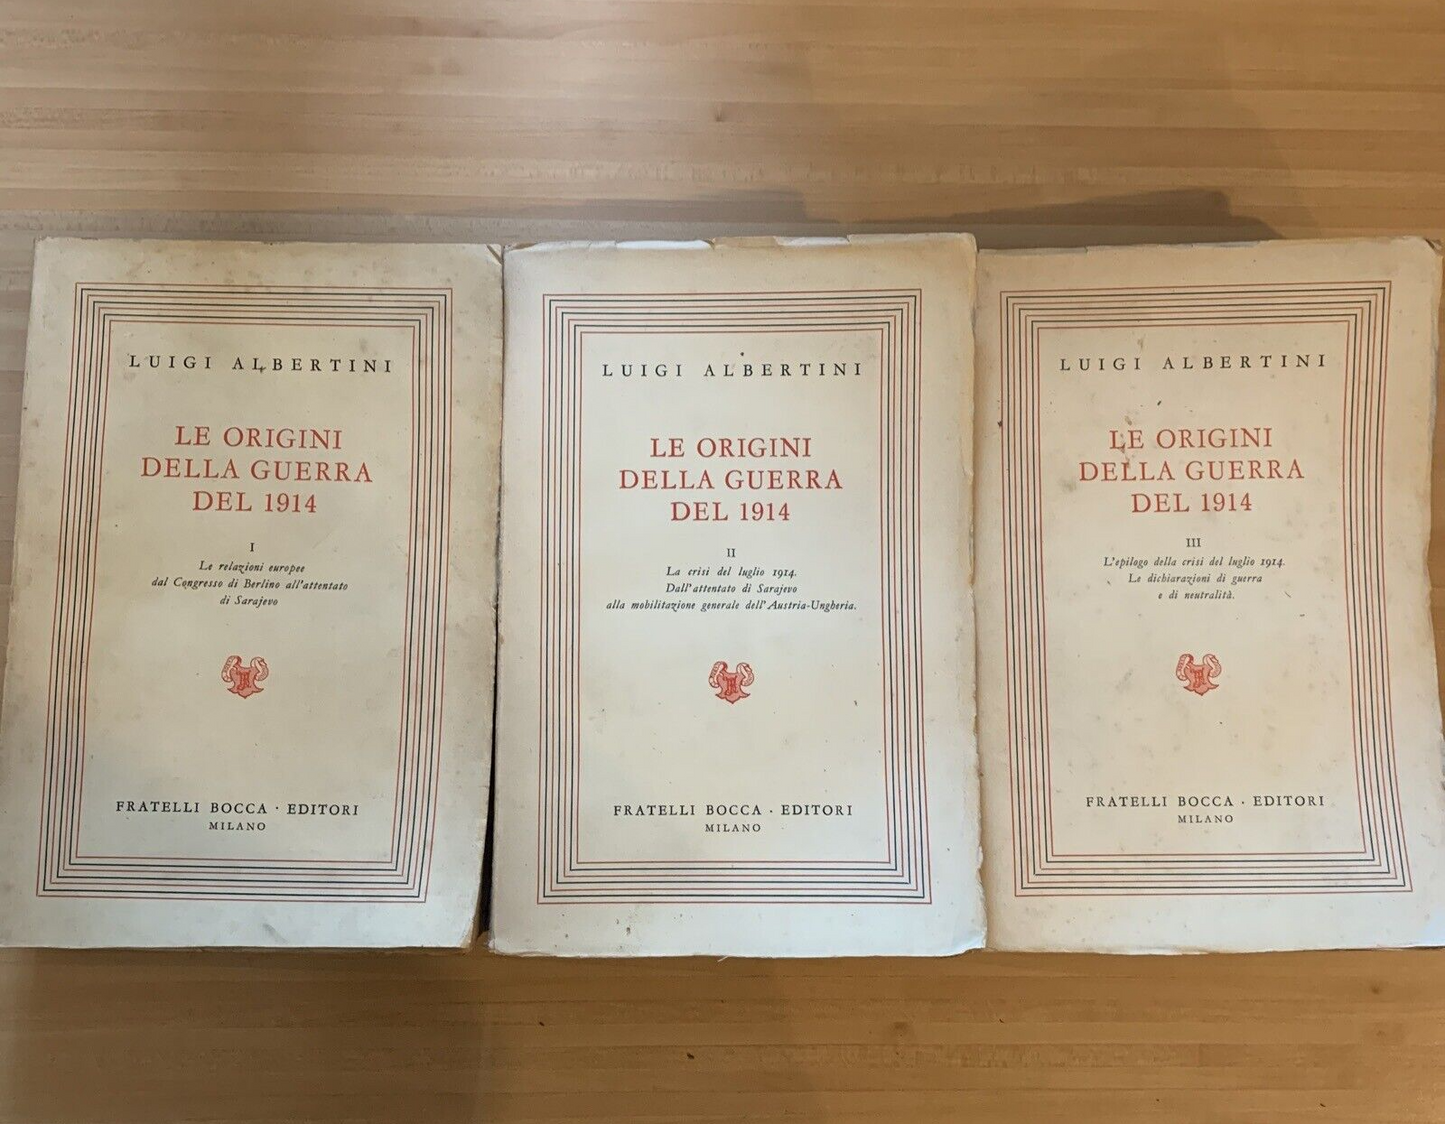 LUIGI ALBERTINI
LE ORIGINI
DELLA GUERRA
DEL 1914
I
Le relazioni europee
dal Congresso di Berlino all'attentato
di Sarajevo
FRATELLI BOCCA · EDITORI
MILANO
LUIGI ALBERTINI
LE ORIGINI
DELLA GUERRA
DEL 1914
II
La crisi del luglio 1914.
Dall'attentato di Sarajevo
alla mobilitazione generale dell'Austria-Ungheria.
FRATELLI BOCCA · EDITORI
MILANO
LUIGI ALBERTINI
LE ORIGINI
DELLA GUERRA
DEL 1914
III
L'epilogo della crisi del luglio 1914.
Le dichiarazioni di guerra
e di neutralità.
FRATELLI BOCCA · EDITORI
MILANO